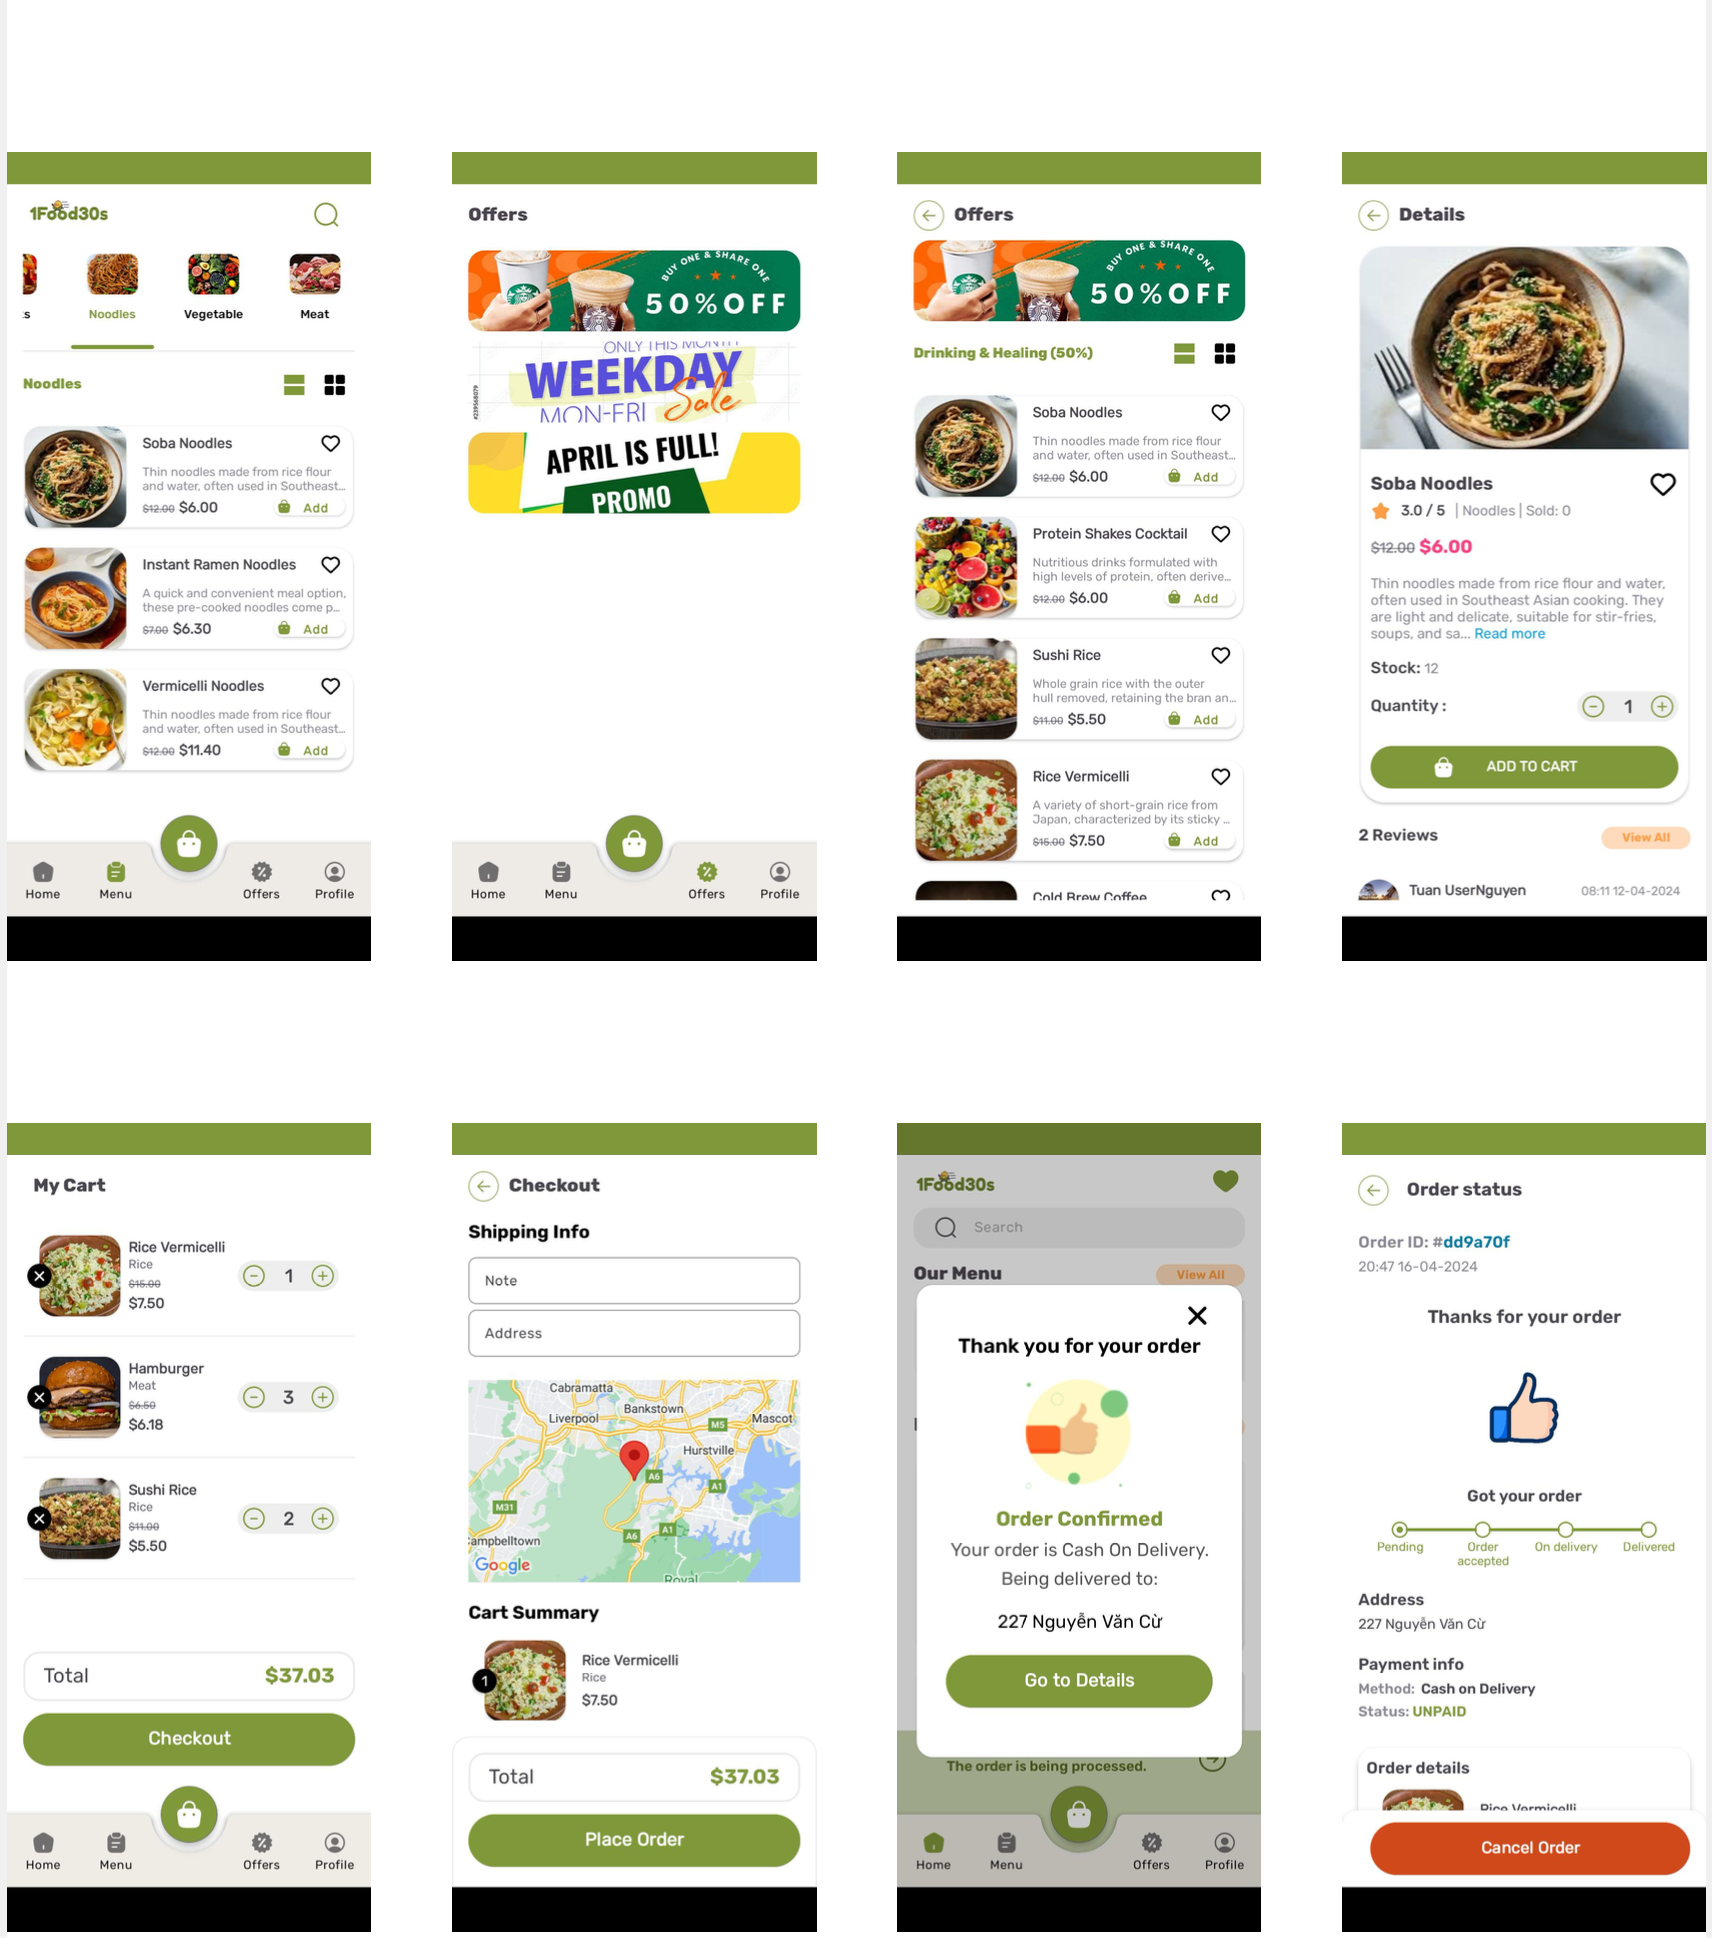 1Food30s
ts
Noodles
Vegetable
Meat
Noodles
Soba Noodles
Thin noodles made from rice flour
and water, often used in Southeast...
$12.00 $6.00
Add
Instant Ramen Noodles
A quick and convenient meal option,
these pre-cooked noodles come p...
$7.00 $6.30
Add
Vermicelli Noodles
Thin noodles made from rice flour
and water, often used in Southeast...
$12.00 $11.40
Add
Home
Menu
Offers
Profile
Offers
BUY ONE & SHARE ONE
50%OFF
ONLY THIS MONTH
WEEKDAY
MON-FRI Sale
#239568079
APRIL IS FULL!
PROMO
Home
Menu
Offers
Profile
Offers
BUY ONE & SHARE ONE
50%OFF
Drinking & Healing (50%)
Soba Noodles
Thin noodles made from rice flour
and water, often used in Southeast...
$12.00 $6.00
Add
Protein Shakes Cocktail
Nutritious drinks formulated with
high levels of protein, often derive...
$12.00 $6.00
Add
Sushi Rice
Whole grain rice with the outer
hull removed, retaining the bran an...
$11.00 $5.50
Add
Rice Vermicelli
A variety of short-grain rice from
Japan, characterized by its sticky ...
$15.00 $7.50
Add
Cold Brew Coffee
Details
Soba Noodles
3.0 / 5 | Noodles | Sold: 0
$12.00 $6.00
Thin noodles made from rice flour and water,
often used in Southeast Asian cooking. They
are light and delicate, suitable for stir-fries,
soups, and sa... Read more
Stock: 12
Quantity :
1
ADD TO CART
2 Reviews
View All
Tuan UserNguyen
08:11 12-04-2024
My Cart
Rice Vermicelli
Rice
$15.00
$7.50
1
Hamburger
Meat
$6.50
$6.18
3
Sushi Rice
Rice
$11.00
$5.50
2
Total
$37.03
Checkout
Home
Menu
Offers
Profile
Checkout
Shipping Info
Note
Address
Cabramatta
Liverpool
Bankstown
M5
Mascot
Hurstville
A6
A1
M31
A6
A1
ampbelltown
Google
Royal
Cart Summary
1
Rice Vermicelli
Rice
$7.50
Total
$37.03
Place Order
1Food30s
Search
Our Menu
View All
Thank you for your order
Order Confirmed
Your order is Cash On Delivery.
Being delivered to:
227 Nguyễn Văn Cừ
Go to Details
The order is being processed.
Home
Menu
Offers
Profile
Order status
Order ID: #dd9a70f
20:47 16-04-2024
Thanks for your order
Got your order
Pending
Order
accepted
On delivery
Delivered
Address
227 Nguyễn Văn Cừ
Payment info
Method: Cash on Delivery
Status: UNPAID
Order details
Rice Vermicelli
Cancel Order